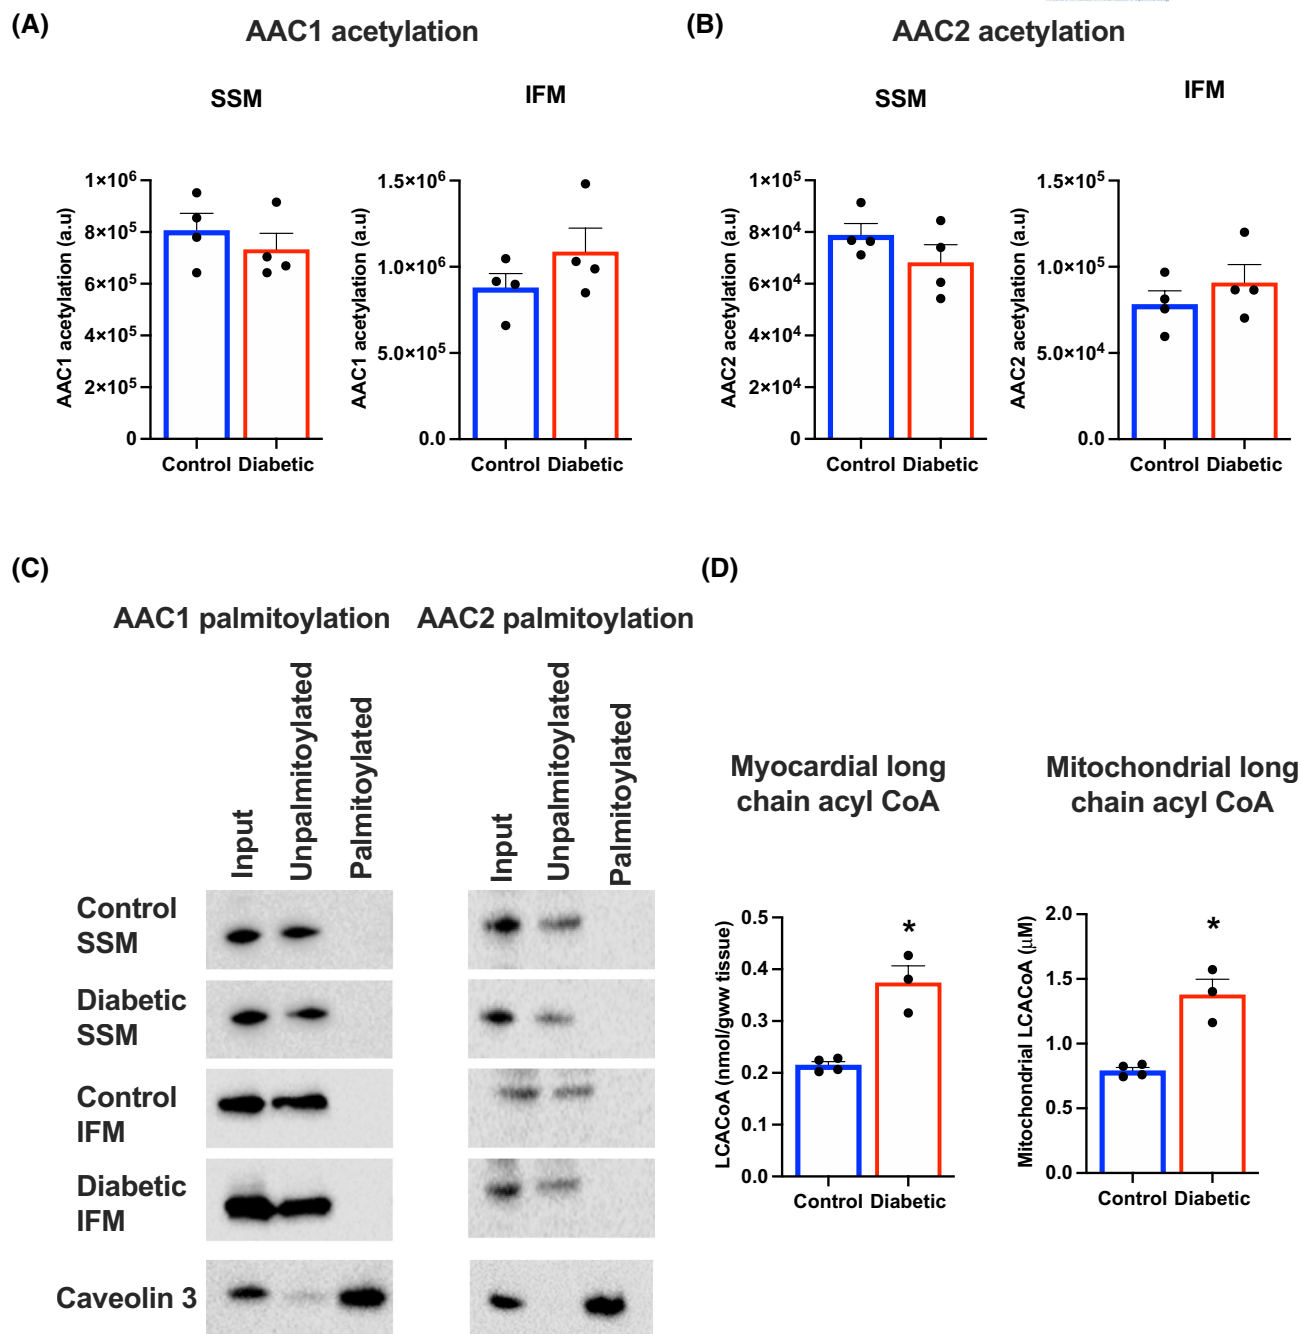 (A)
AAC1 acetylation
SSM
IFM
AAC1 acetylation (a.u)
1×10⁶
8×10⁵
6×10⁵
4×10⁵
2×10⁵
0
Control Diabetic
AAC1 acetylation (a.u)
1.5×10⁶
1.0×10⁶
5.0×10⁵
0.0
Control Diabetic
(B)
AAC2 acetylation
SSM
IFM
AAC2 acetylation (a.u)
1×10⁵
8×10⁴
6×10⁴
4×10⁴
2×10⁴
0
Control Diabetic
AAC2 acetylation (a.u)
1.5×10⁵
1.0×10⁵
5.0×10⁴
0.0
Control Diabetic
(C)
AAC1 palmitoylation
AAC2 palmitoylation
Input
Unpalmitoylated
Palmitoylated
Input
Unpalmitoylated
Palmitoylated
Control
SSM
Diabetic
SSM
Control
IFM
Diabetic
IFM
Caveolin 3
(D)
Myocardial long
chain acyl CoA
LCACoA (nmol/gww tissue)
0.5
0.4
0.3
0.2
0.1
0.0
*
Control Diabetic
Mitochondrial long
chain acyl CoA
Mitochondrial LCACoA (μM)
2.0
1.5
1.0
0.5
0.0
*
Control Diabetic